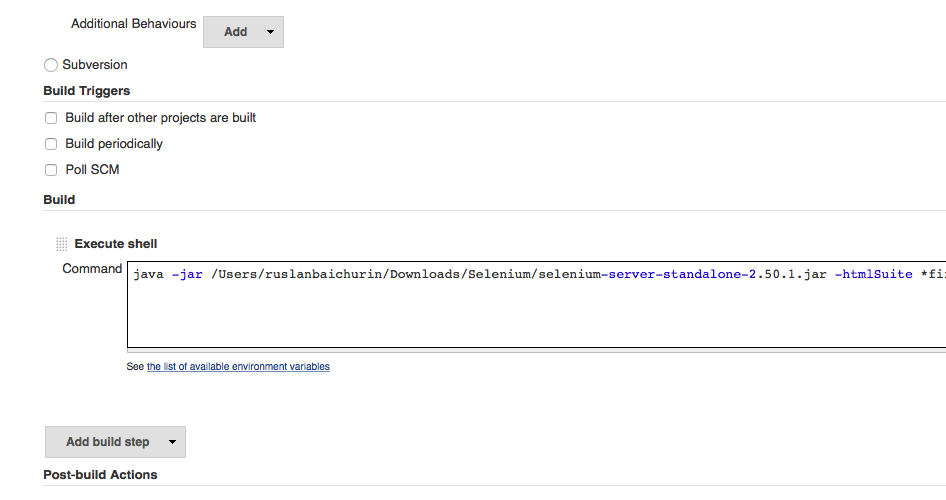 Additional Behaviours Add
Subversion
Build Triggers
Build after other projects are built
Build periodically
Poll SCM
Build
Execute shell
Command java -jar /Users/ruslanbaichurin/Downloads/Selenium/selenium-server-standalone-2.50.1.jar -htmlSuite
See the list of available environment variables
Add build step
Post-build Actions